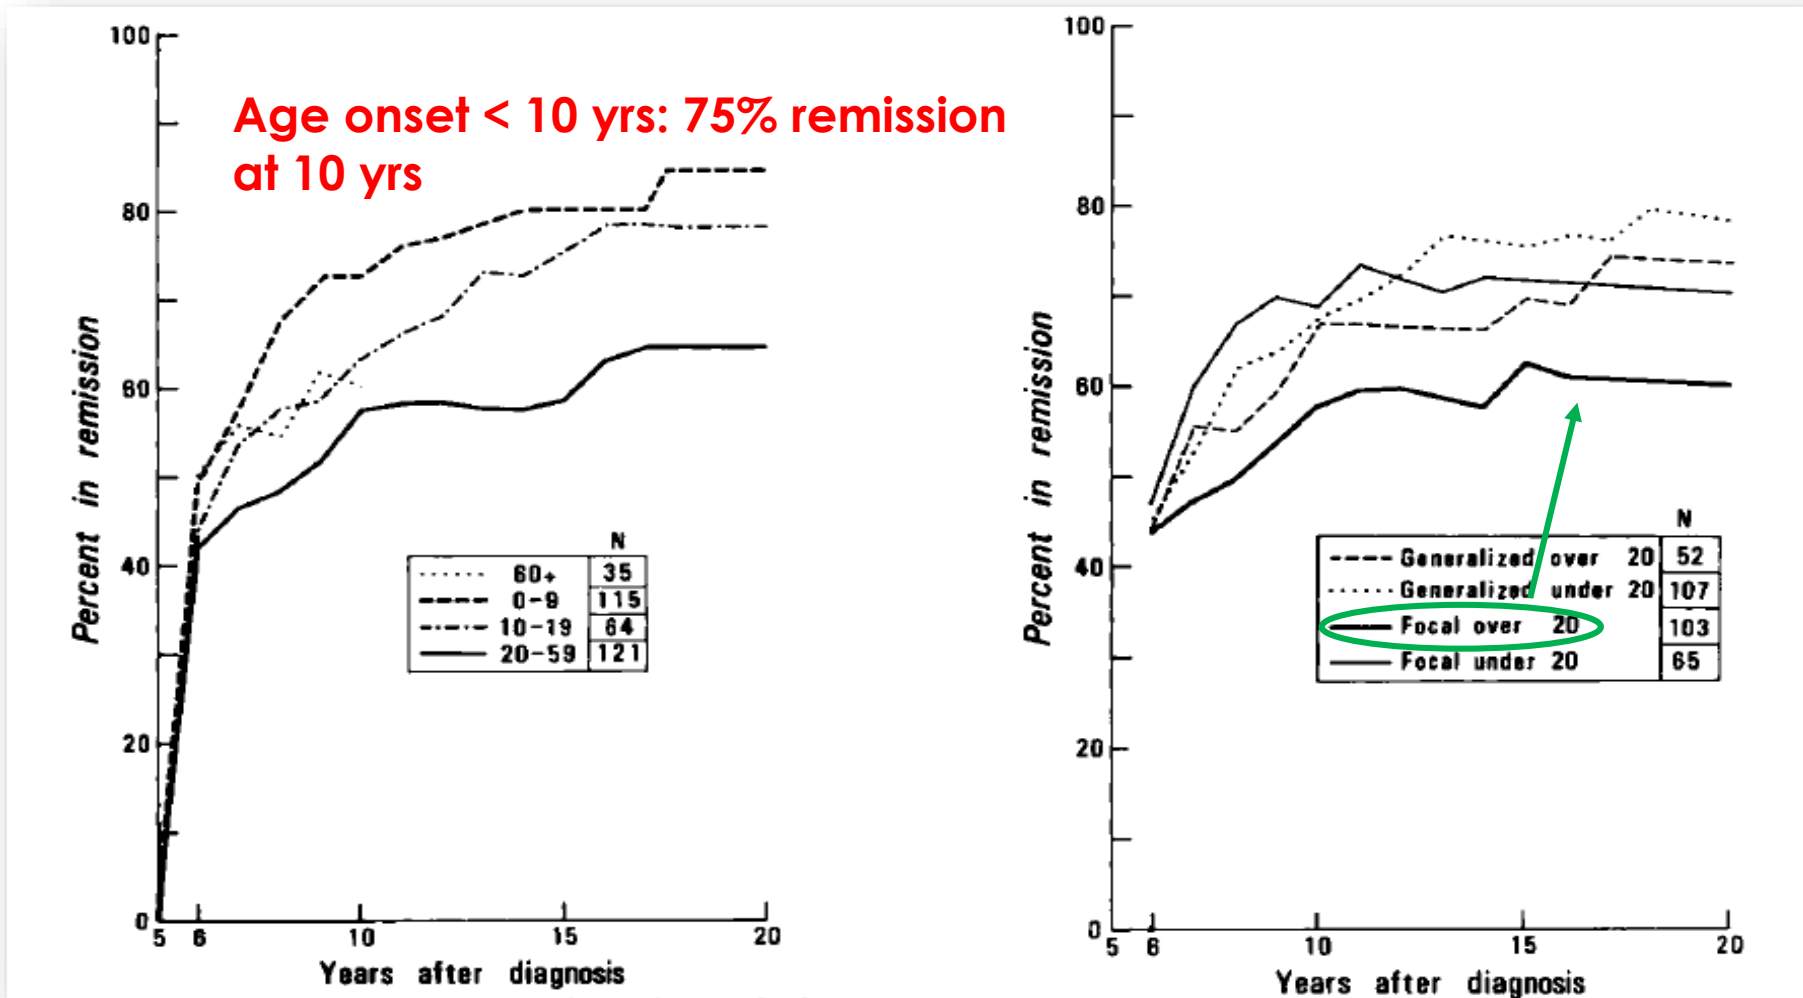 Age onset < 10 yrs: 75% remission
at 10 yrs
100
80
60
40
20
0
Percent in remission
N
60+ 35
0-9 115
10-19 64
20-59 121
5 6 10 15 20
Years after diagnosis
100
80
60
40
20
0
Percent in remission
N
Generalized over 20 52
Generalized under 20 107
Focal over 20 103
Focal under 20 65
5 6 10 15 20
Years after diagnosis